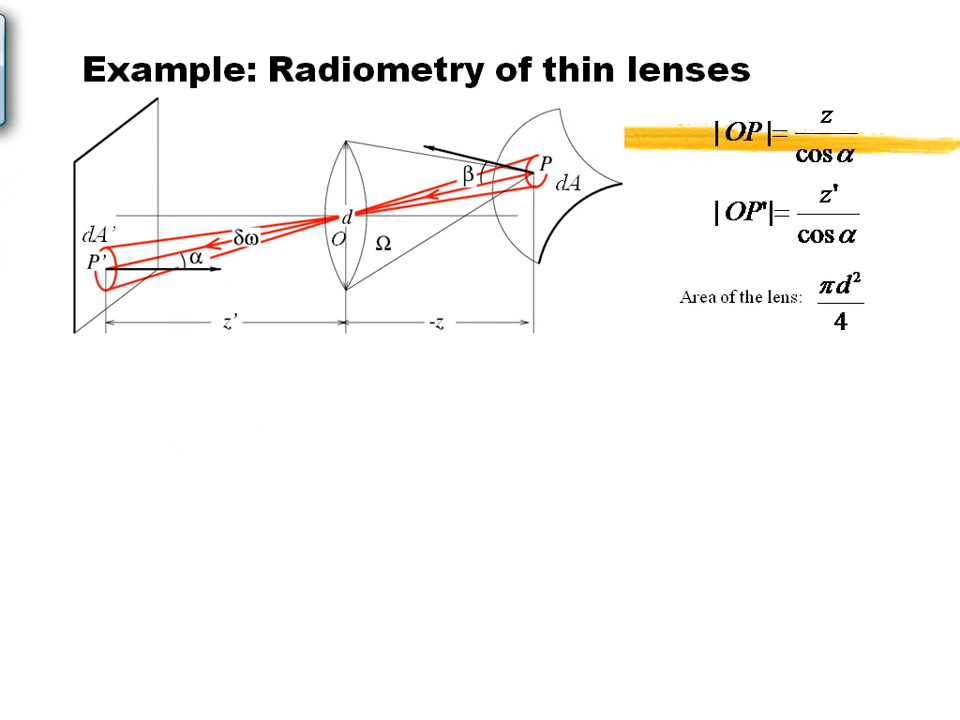 Example: Radiometry of thin lenses
|OP|= z / cos α
|OP'|= z' / cos α
Area of the lens: πd² / 4
P
β
dA
d
dA’
δω
O
Ω
P’
α
z’
-z